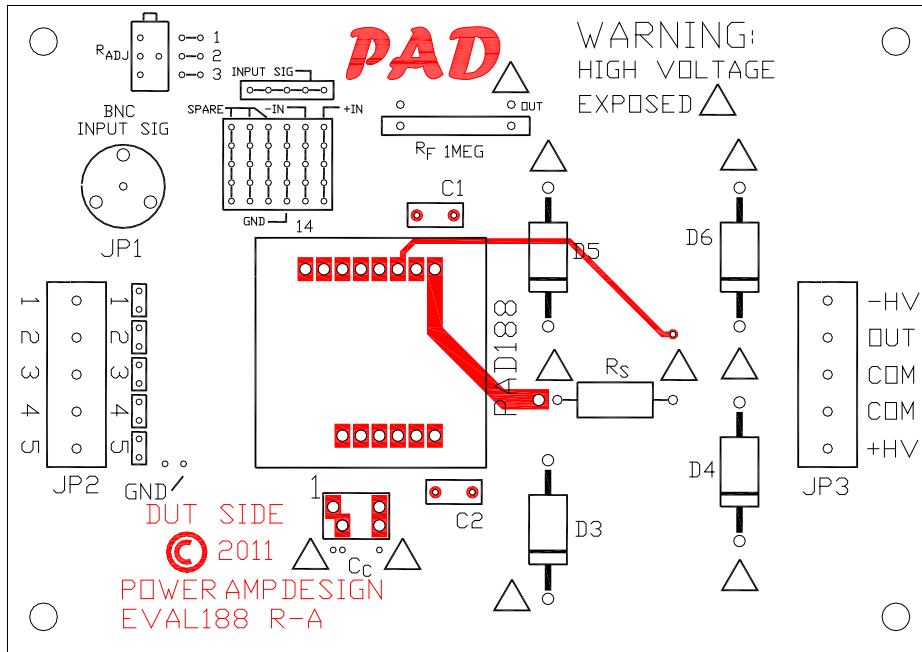 RADJ
1
2
3
INPUT SIG
PAD
WARNING:
HIGH VOLTAGE
EXPOSED
SPARE
-IN
+IN
OUT
BNC
INPUT SIG
RF 1MEG
C1
GND
14
JP1
D5
D6
1
2
3
4
5
1
2
3
4
5
PAD188
RS
-HV
OUT
COM
COM
+HV
JP2
GND
1
C2
D3
D4
JP3
DUT SIDE
© 2011
CC
POWER AMP DESIGN
EVAL188 R-A